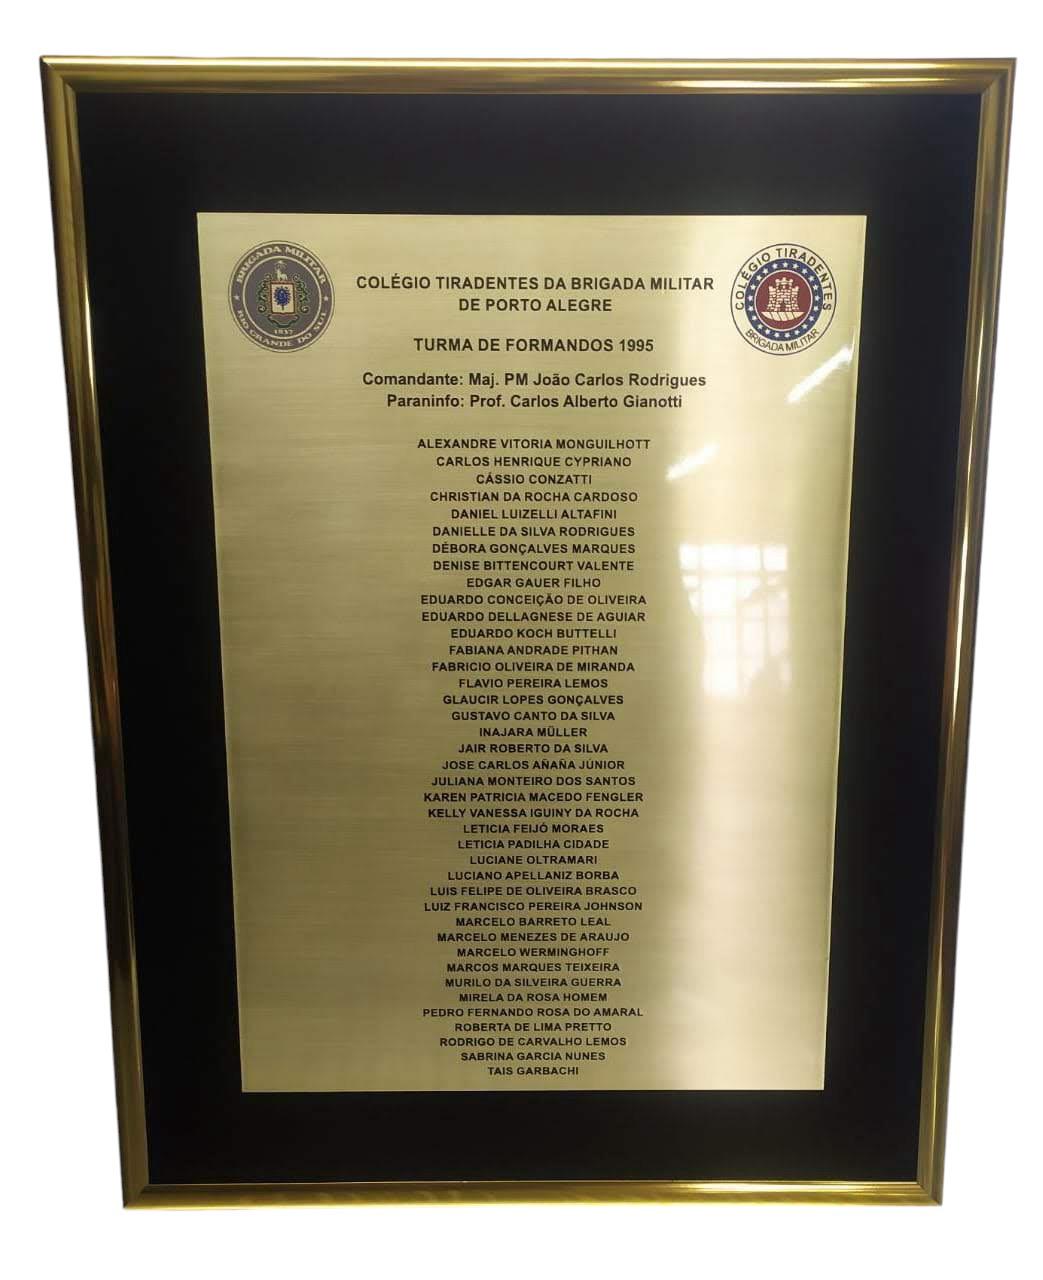 BRIGADA MILITAR
1837
RIO GRANDE DO SUL
COLÉGIO TIRADENTES
BRIGADA MILITAR
COLÉGIO TIRADENTES DA BRIGADA MILITAR
DE PORTO ALEGRE
TURMA DE FORMANDOS 1995
Comandante: Maj. PM João Carlos Rodrigues
Paraninfo: Prof. Carlos Alberto Gianotti
ALEXANDRE VITORIA MONGUILHOTT
CARLOS HENRIQUE CYPRIANO
CÁSSIO CONZATTI
CHRISTIAN DA ROCHA CARDOSO
DANIEL LUIZELLI ALTAFINI
DANIELLE DA SILVA RODRIGUES
DÉBORA GONÇALVES MARQUES
DENISE BITTENCOURT VALENTE
EDGAR GAUER FILHO
EDUARDO CONCEIÇÃO DE OLIVEIRA
EDUARDO DELLAGNESE DE AGUIAR
EDUARDO KOCH BUTTELLI
FABIANA ANDRADE PITHAN
FABRICIO OLIVEIRA DE MIRANDA
FLAVIO PEREIRA LEMOS
GLAUCIR LOPES GONÇALVES
GUSTAVO CANTO DA SILVA
INAJARA MÜLLER
JAIR ROBERTO DA SILVA
JOSE CARLOS AÑAÑA JÚNIOR
JULIANA MONTEIRO DOS SANTOS
KAREN PATRICIA MACEDO FENGLER
KELLY VANESSA IGUINY DA ROCHA
LETICIA FEIJÓ MORAES
LETICIA PADILHA CIDADE
LUCIANE OLTRAMARI
LUCIANO APELLANIZ BORBA
LUIS FELIPE DE OLIVEIRA BRASCO
LUIZ FRANCISCO PEREIRA JOHNSON
MARCELO BARRETO LEAL
MARCELO MENEZES DE ARAUJO
MARCELO WERMINGHOFF
MARCOS MARQUES TEIXEIRA
MURILO DA SILVEIRA GUERRA
MIRELA DA ROSA HOMEM
PEDRO FERNANDO ROSA DO AMARAL
ROBERTA DE LIMA PRETTO
RODRIGO DE CARVALHO LEMOS
SABRINA GARCIA NUNES
TAIS GARBACHI